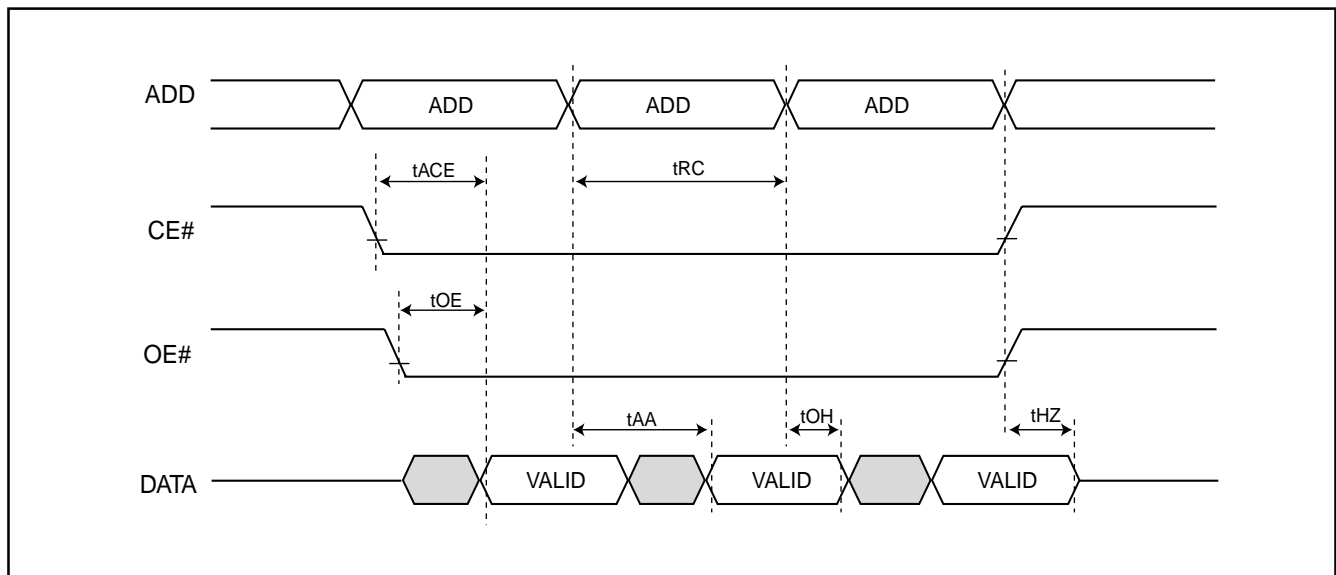 ADD
ADD
ADD
ADD
tACE
tRC
CE#
tOE
OE#
tAA
tOH
tHZ
DATA
VALID
VALID
VALID